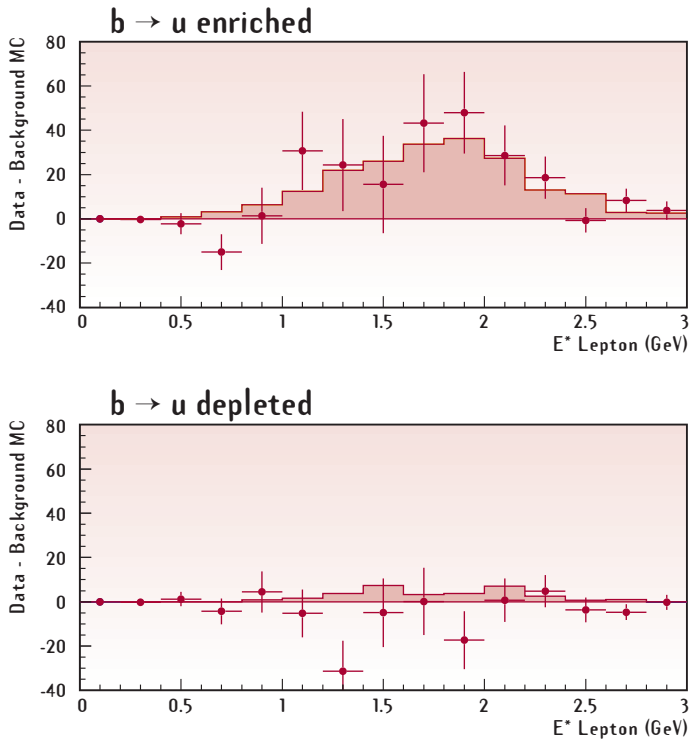 b → u enriched
Data - Background MC
80
60
40
20
0
-20
-40
0 0.5 1 1.5 2 2.5 3
E* Lepton (GeV)
b → u depleted
Data - Background MC
80
60
40
20
0
-20
-40
0 0.5 1 1.5 2 2.5 3
E* Lepton (GeV)